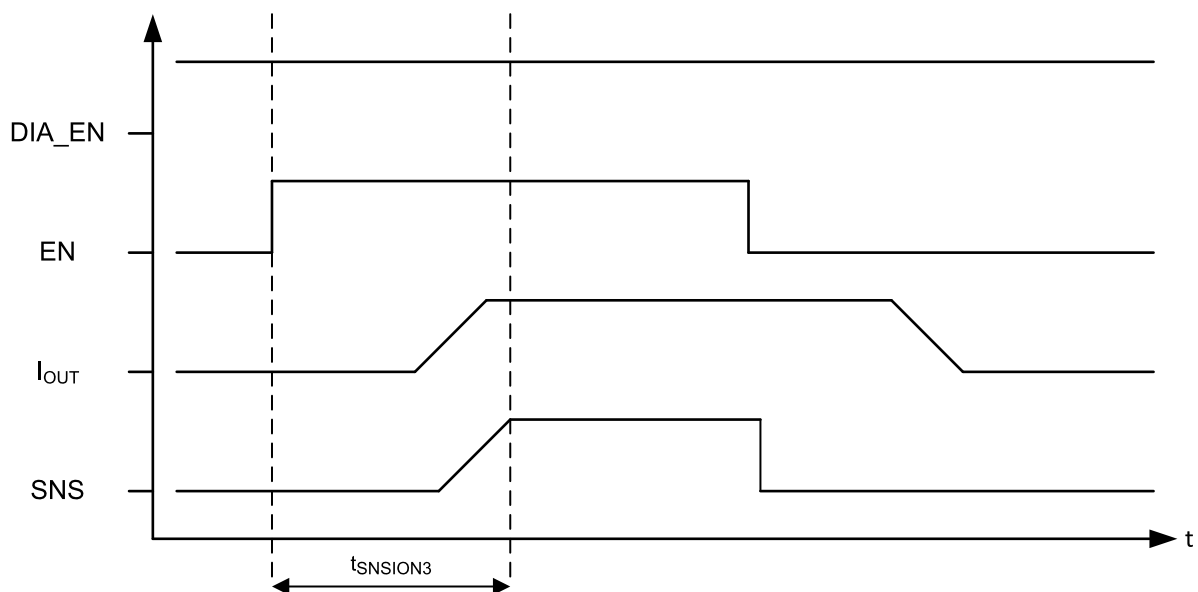 DIA_EN
EN
IOUT
SNS
t
tSNSION3